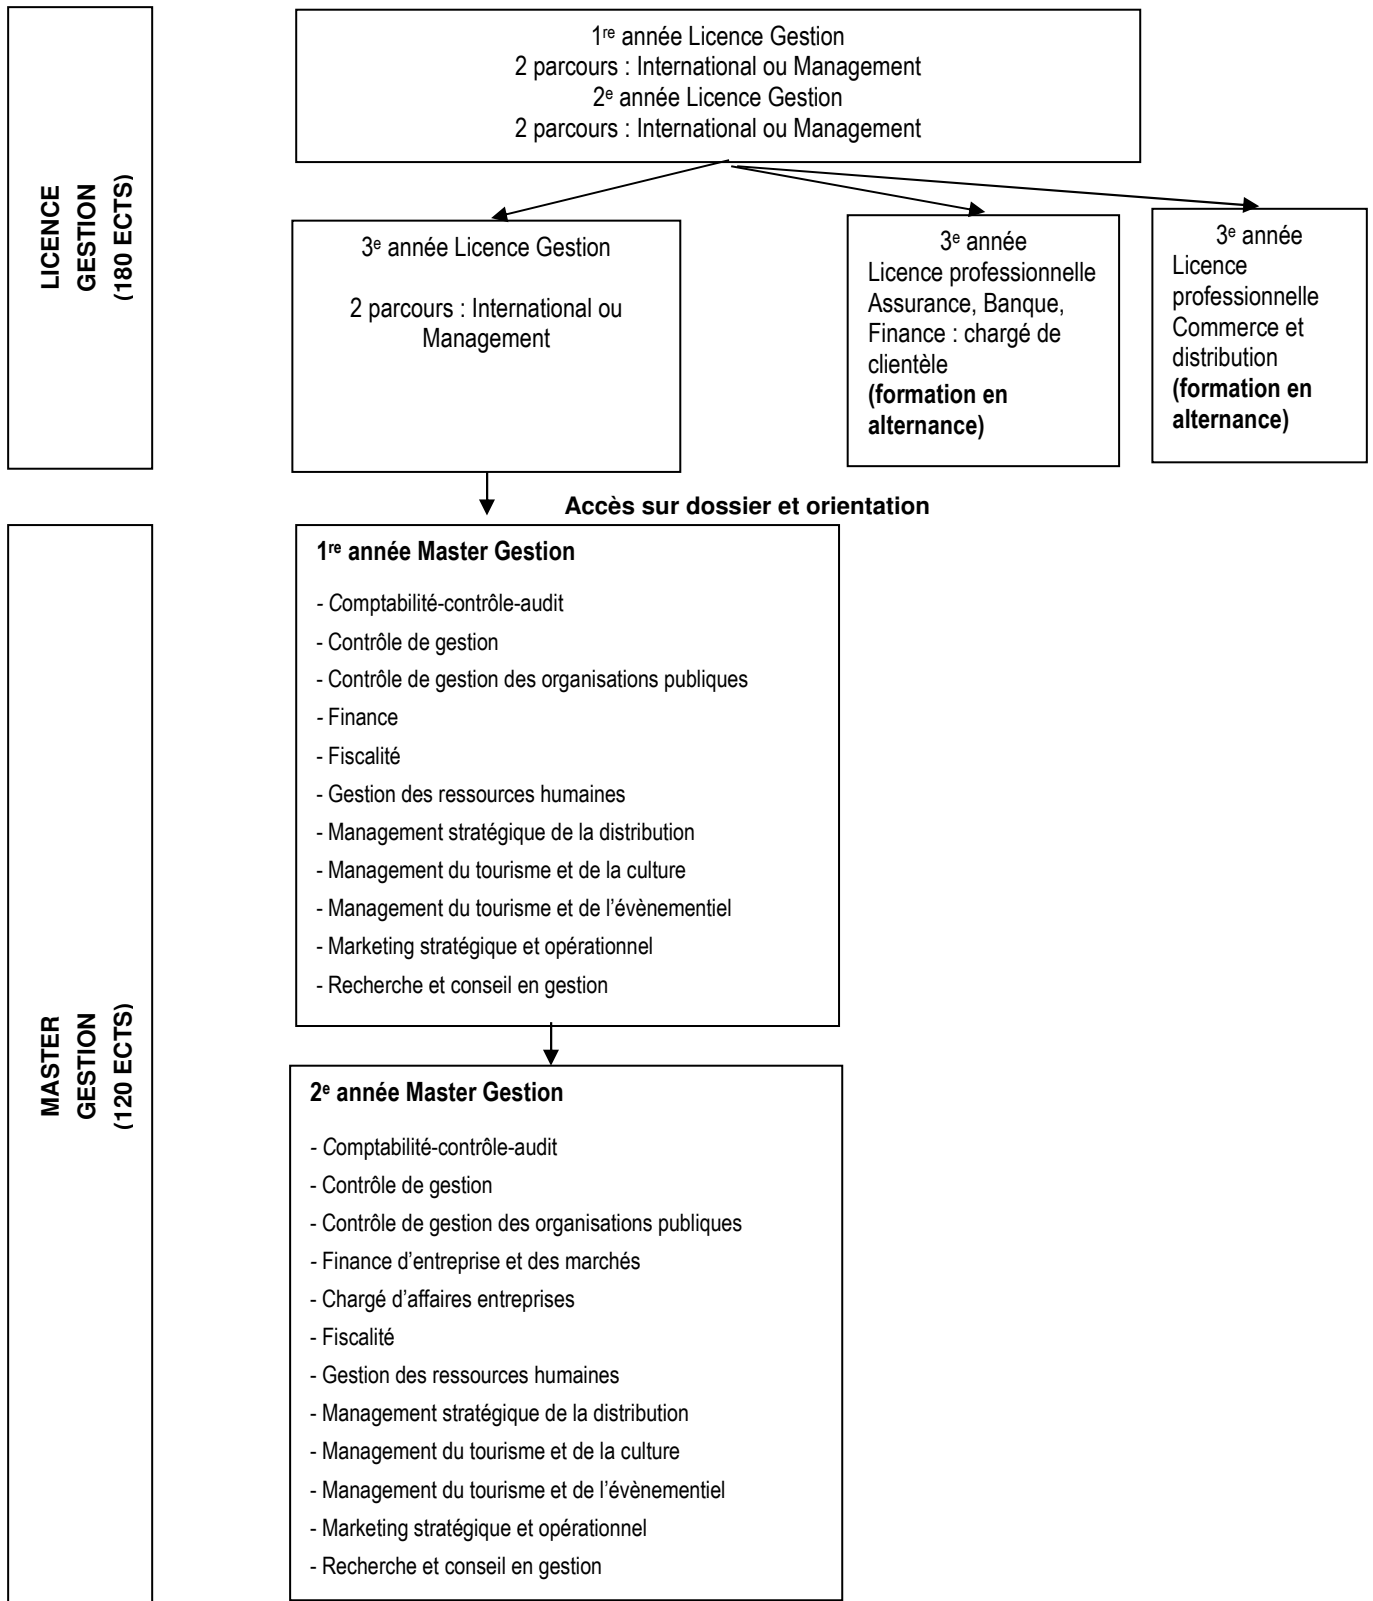 LICENCE
GESTION
(180 ECTS)
1re année Licence Gestion
2 parcours : International ou Management
2e année Licence Gestion
2 parcours : International ou Management
3e année Licence Gestion
2 parcours : International ou
Management
3e année
Licence professionnelle
Assurance, Banque,
Finance : chargé de
clientèle
(formation en
alternance)
3e année
Licence
professionnelle
Commerce et
distribution
(formation en
alternance)
Accès sur dossier et orientation
MASTER
GESTION
(120 ECTS)
1re année Master Gestion
- Comptabilité-contrôle-audit
- Contrôle de gestion
- Contrôle de gestion des organisations publiques
- Finance
- Fiscalité
- Gestion des ressources humaines
- Management stratégique de la distribution
- Management du tourisme et de la culture
- Management du tourisme et de l’évènementiel
- Marketing stratégique et opérationnel
- Recherche et conseil en gestion
2e année Master Gestion
- Comptabilité-contrôle-audit
- Contrôle de gestion
- Contrôle de gestion des organisations publiques
- Finance d’entreprise et des marchés
- Chargé d’affaires entreprises
- Fiscalité
- Gestion des ressources humaines
- Management stratégique de la distribution
- Management du tourisme et de la culture
- Management du tourisme et de l’évènementiel
- Marketing stratégique et opérationnel
- Recherche et conseil en gestion